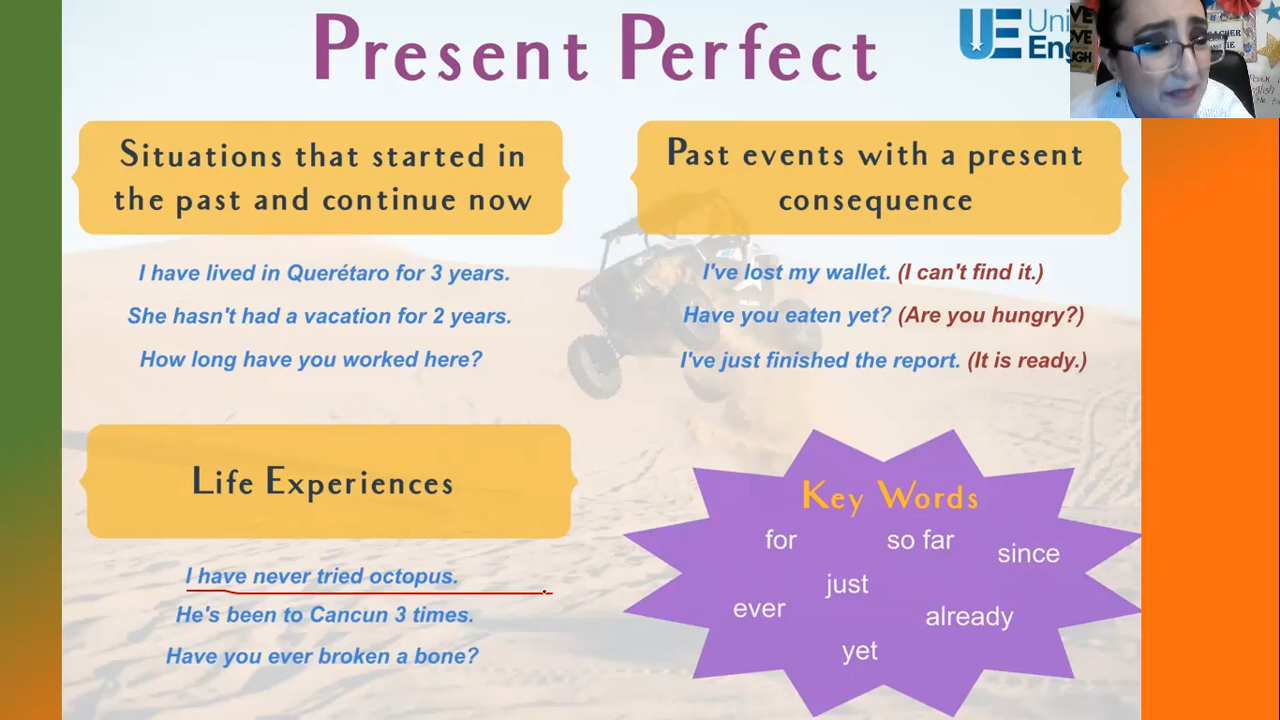 Present Perfect
UE
Situations that started in
the past and continue now
I have lived in Querétaro for 3 years.
She hasn't had a vacation for 2 years.
How long have you worked here?
Past events with a present
consequence
I've lost my wallet. (I can't find it.)
Have you eaten yet? (Are you hungry?)
I've just finished the report. (It is ready.)
Life Experiences
I have never tried octopus.
He's been to Cancun 3 times.
Have you ever broken a bone?
Key Words
for
so far
since
just
ever
already
yet